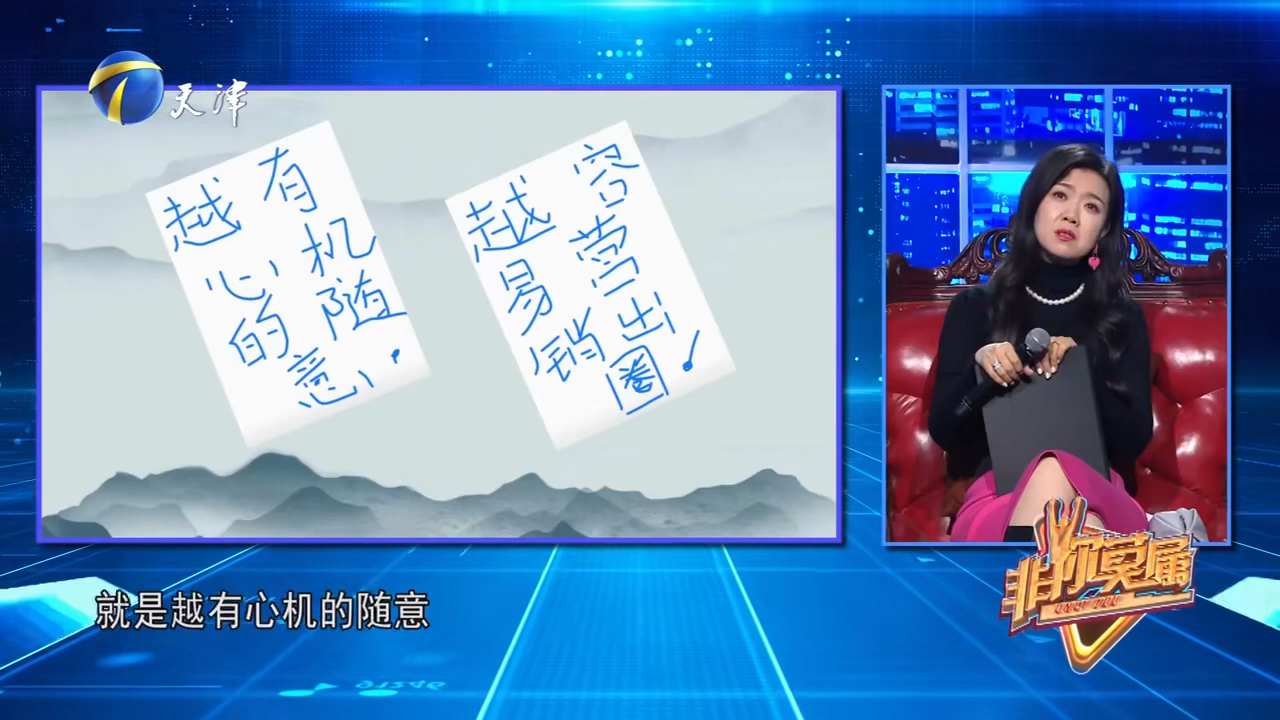 天津
越有
心机
的随
意,
越容
易营
销出
圈!
非你莫属
就是越有心机的随意